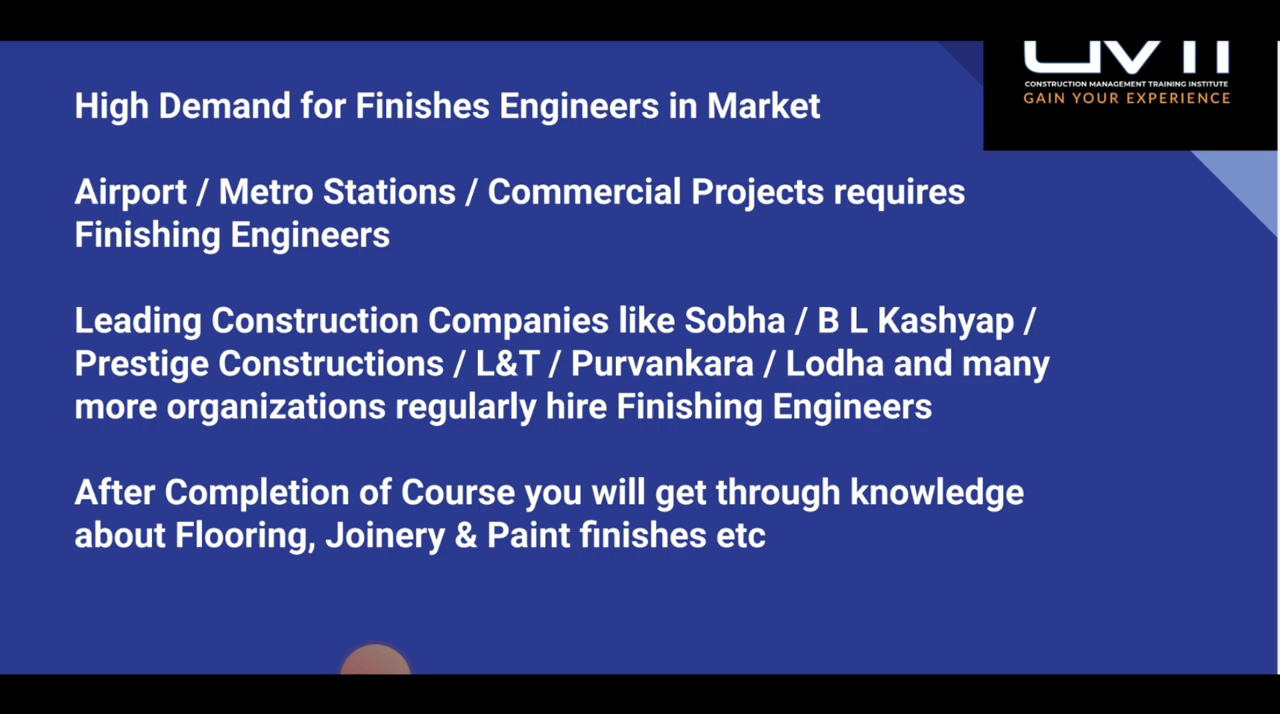 CONSTRUCTION MANAGEMENT TRAINING INSTITUTE
GAIN YOUR EXPERIENCE
High Demand for Finishes Engineers in Market
Airport / Metro Stations / Commercial Projects requires
Finishing Engineers
Leading Construction Companies like Sobha / B L Kashyap /
Prestige Constructions / L&T / Purvankara / Lodha and many
more organizations regularly hire Finishing Engineers
After Completion of Course you will get through knowledge
about Flooring, Joinery & Paint finishes etc